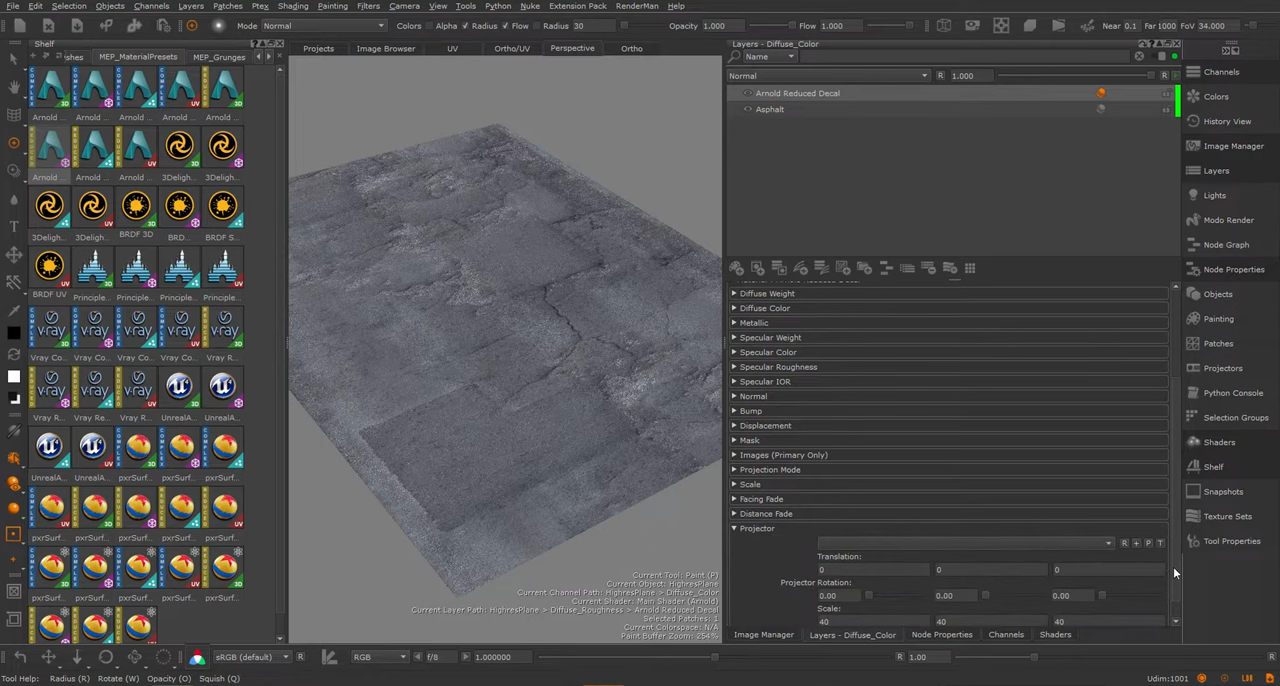 File Edit Selection Objects Channels Layers Patches Ptex Shading Painting Filters Camera View Tools Python Nuke Extension Pack RenderMan Help
Mode Normal Colors Alpha Radius Flow Radius 30 Opacity 1.000 Flow 1.000 Near 0.1 Far 1000 FoV 34.000
Shelf
shes MEP_MaterialPresets MEP_Grunges
Projects Image Browser UV Ortho/UV Perspective Ortho
Layers - Diffuse_Color
Name
Normal R 1.000 R
Arnold Reduced Decal
Asphalt
Arnold ... Arnold ... Arnold ... Arnold ... Arnold ...
Arnold ... Arnold ... Arnold ... 3Deligh... 3Deligh...
3Deligh... 3Deligh... BRDF 3D BRD... BRDF S...
BRDF UV Principle... Principle... Principle... Principle...
Vray Co... Vray Co... Vray Co... Vray Co... Vray R...
Vray R... Vray Re... Vray R... UnrealA... UnrealA...
UnrealA... UnrealA... pxrSurf... pxrSurf... pxrSurf...
pxrSurf... pxrSurf... pxrSurf... pxrSurf... pxrSurf...
pxrSurf... pxrSurf... pxrSurf... pxrSurf... pxrSurf...
Diffuse Weight
Diffuse Color
Metallic
Specular Weight
Specular Color
Specular Roughness
Specular IOR
Normal
Bump
Displacement
Mask
Images (Primary Only)
Projection Mode
Scale
Facing Fade
Distance Fade
Projector
R + P T
Translation:
0 0 0
Projector Rotation:
0.00 0.00 0.00
Scale:
40 40 40
Current Tool: Paint (P)
Current Object: HighresPlane
Current Channel Path: HighresPlane > Diffuse_Color
Current Shader: Main Shader (Arnold)
Current Layer Path: HighresPlane > Diffuse_Roughness > Arnold Reduced Decal
Selected Patches: 1
Current Colorspace: N/A
Paint Buffer Zoom: 254%
Image Manager Layers - Diffuse_Color Node Properties Channels Shaders
Channels
Colors
History View
Image Manager
Layers
Lights
Modo Render
Node Graph
Node Properties
Objects
Painting
Patches
Projectors
Python Console
Selection Groups
Shaders
Shelf
Snapshots
Texture Sets
Tool Properties
sRGB (default) R RGB f/8 1.000000 R 1.00 R
Tool Help: Radius (R) Rotate (W) Opacity (O) Squish (Q) Udim:1001